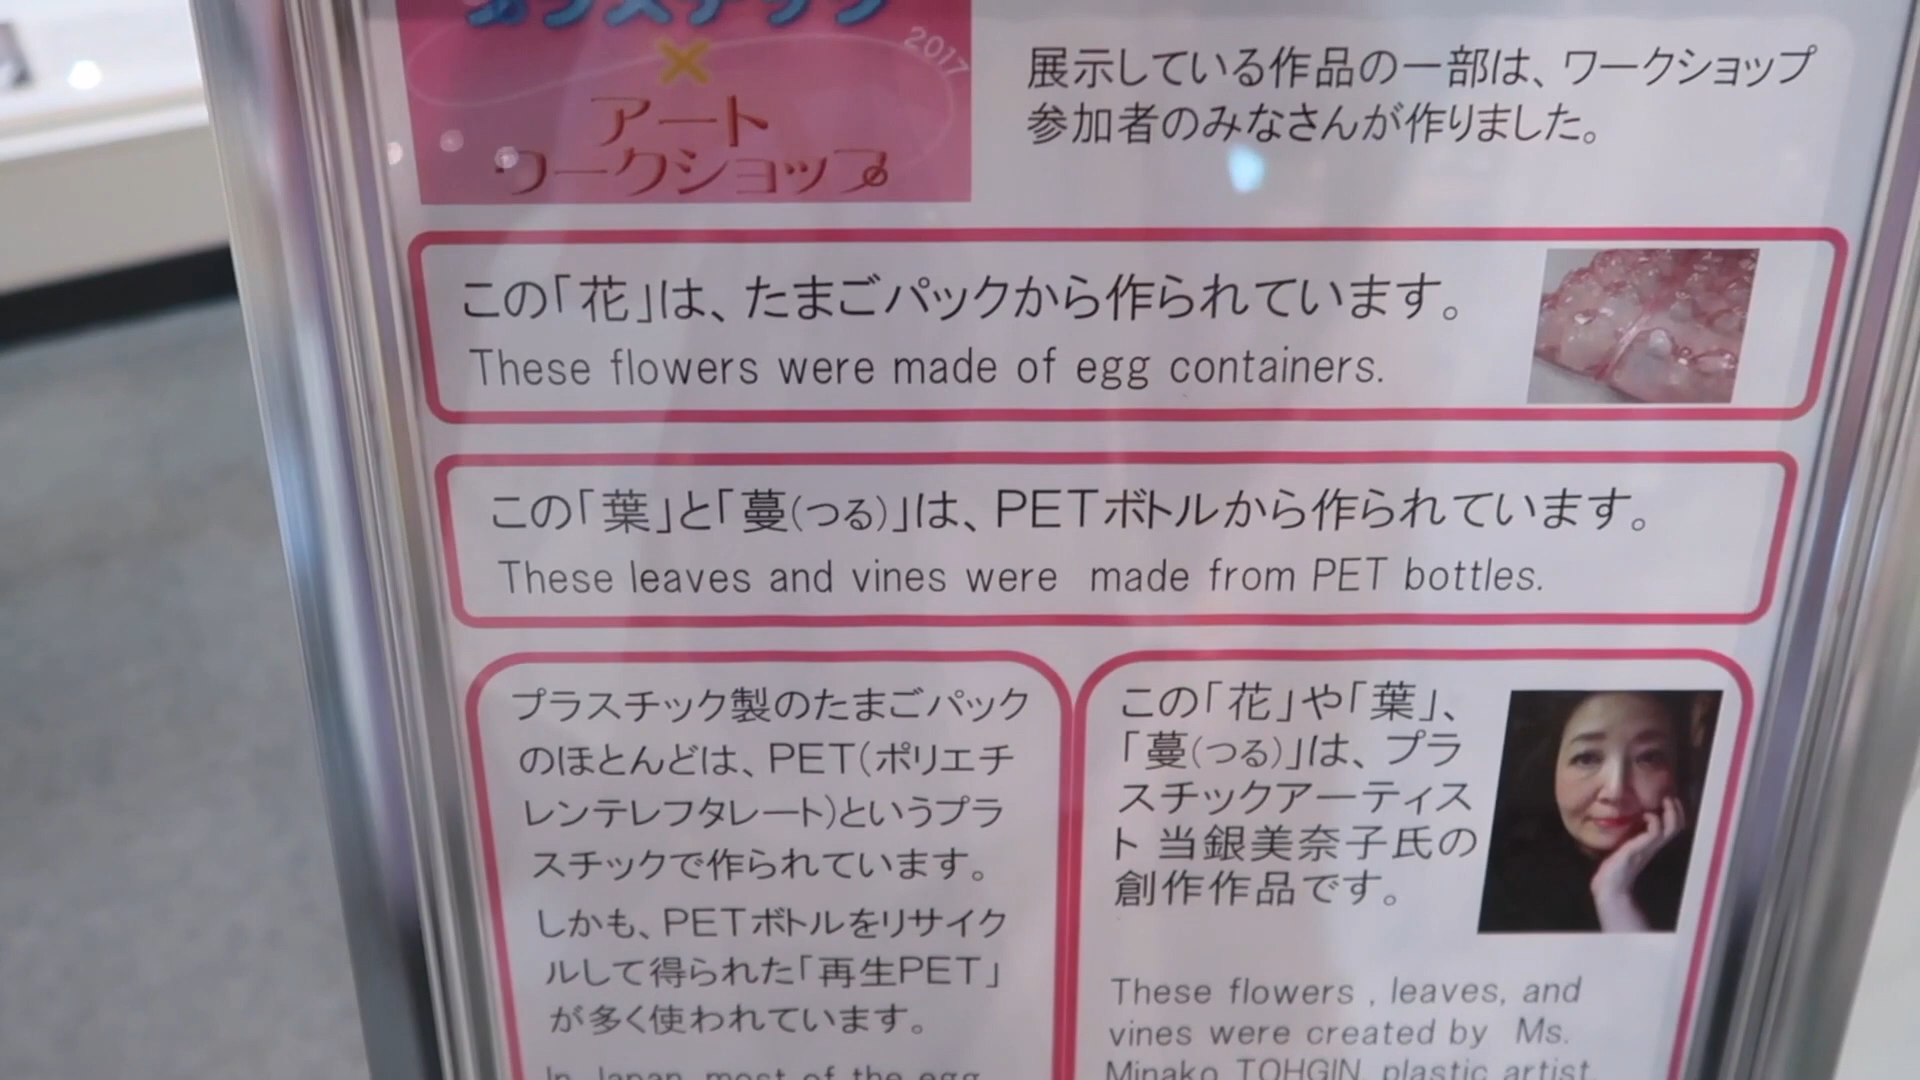 プラスチック
×
2017
アート
ワークショップ
展示している作品の一部は、ワークショップ
参加者のみなさんが作りました。
この「花」は、たまごパックから作られています。
These flowers were made of egg containers.
この「葉」と「蔓(つる)」は、PETボトルから作られています。
These leaves and vines were made from PET bottles.
プラスチック製のたまごパック
のほとんどは、PET(ポリエチ
レンテレフタレート)というプラ
スチックで作られています。
しかも、PETボトルをリサイク
ルして得られた「再生PET」
が多く使われています。
In Japan, most of the egg
この「花」や「葉」、
「蔓(つる)」は、プラ
スチックアーティス
ト 当銀美奈子氏の
創作作品です。
These flowers , leaves, and
vines were created by Ms.
Minako TOHGIN, plastic artist.